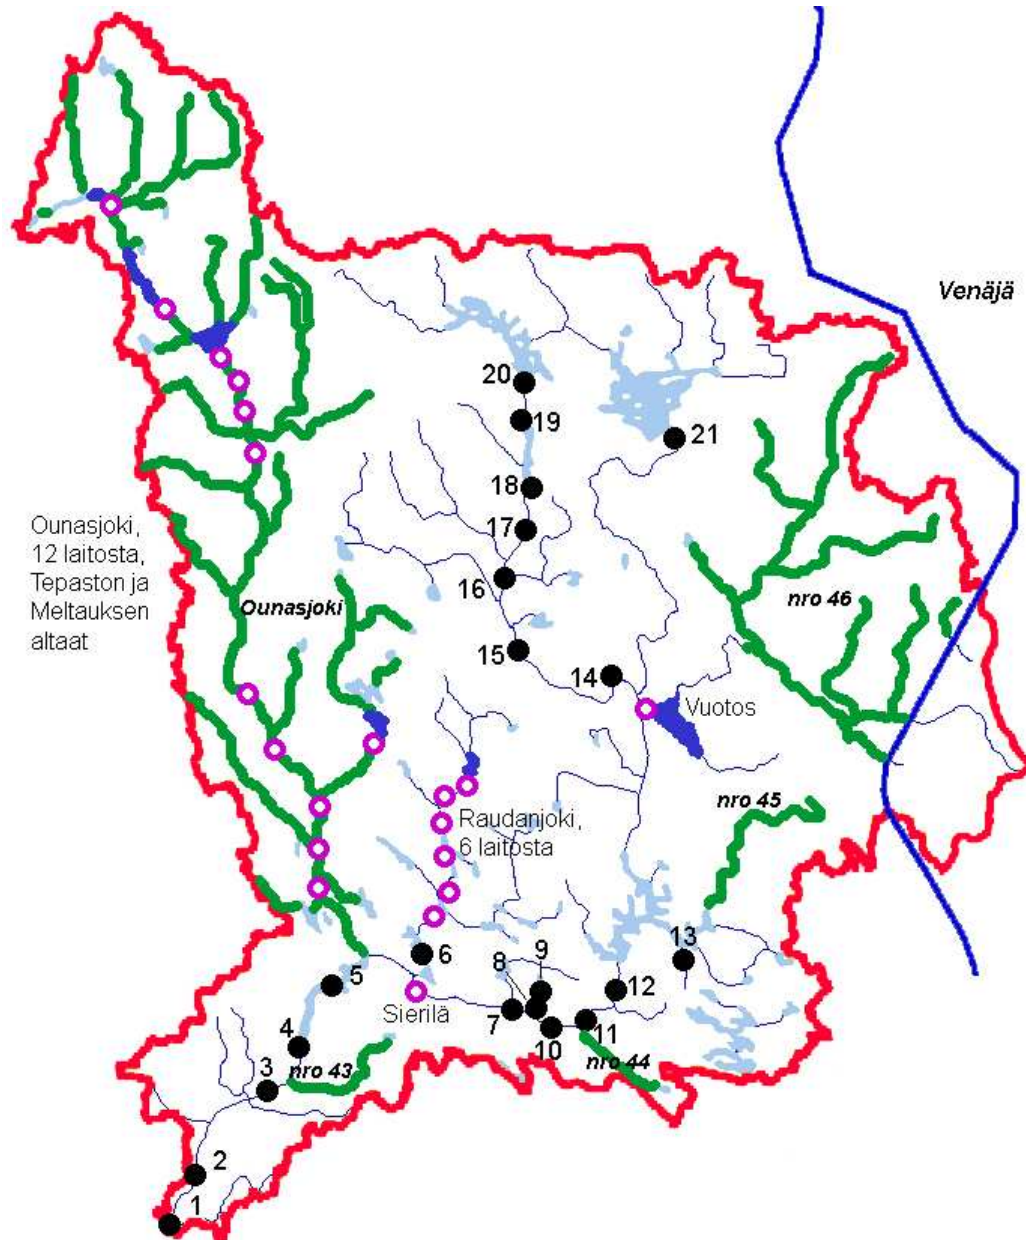 Venäjä
20
19
21
18
17
Ounasjoki,
12 laitosta,
Tepaston ja
Meltauksen
altaat
16
Ounasjoki
nro 46
15
14
Vuotos
nro 45
Raudanjoki,
6 laitosta
6
8
9
13
5
12
Sierilä
7
10
11
4
nro 43
nro 44
3
2
1